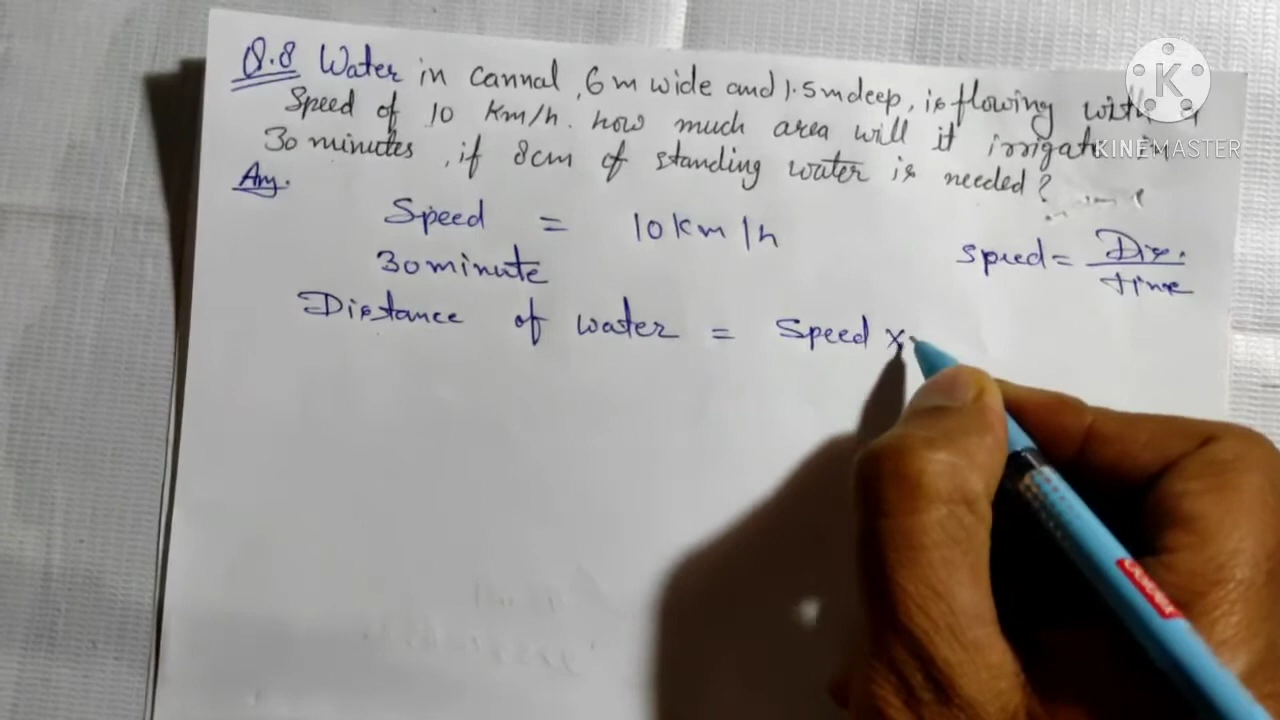 Q.8 Water in Cannal, 6m wide and 1.5m deep, is flowing with a
Speed of 10 Km/h. how much area will it irrigate in
30 minutes, if 8cm of standing water is needed?
Ans.
Speed = 10 Km/h
30 minute
Speed = Dis. / time
Distance of water = Speed ×
K
KINEMASTER